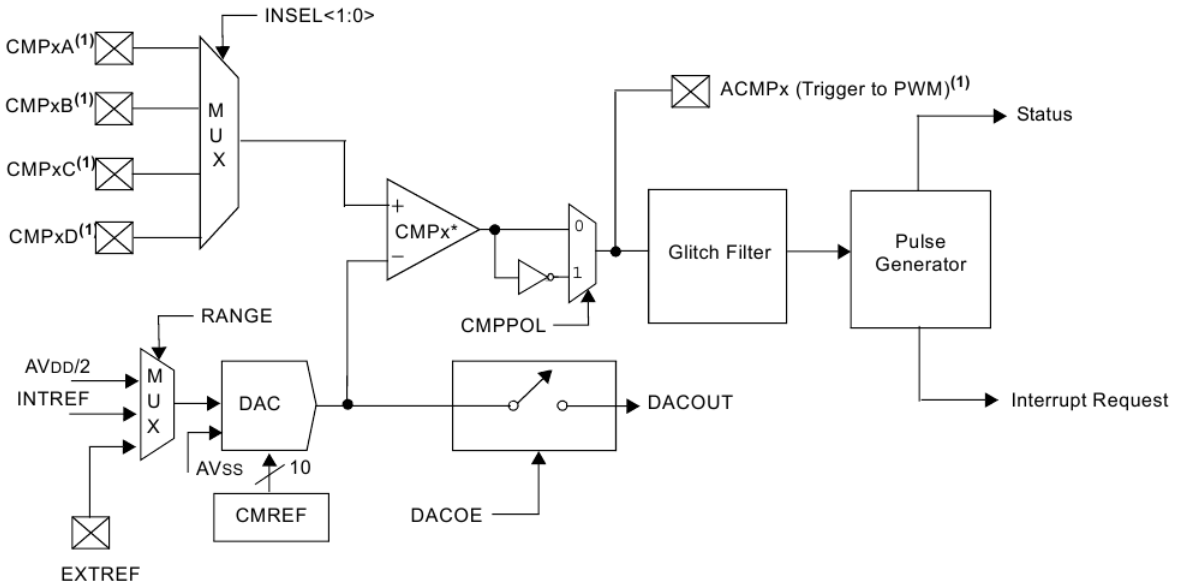 INSEL<1:0>
CMPxA(1)
CMPxB(1)
CMPxC(1)
CMPxD(1)
M
U
X
ACMPx (Trigger to PWM)(1)
Status
+
CMPx*
–
0
1
CMPPOL
Glitch Filter
Pulse
Generator
Interrupt Request
RANGE
AVDD/2
INTREF
M
U
X
DAC
AVSS
10
CMREF
EXTREF
DACOUT
DACOE